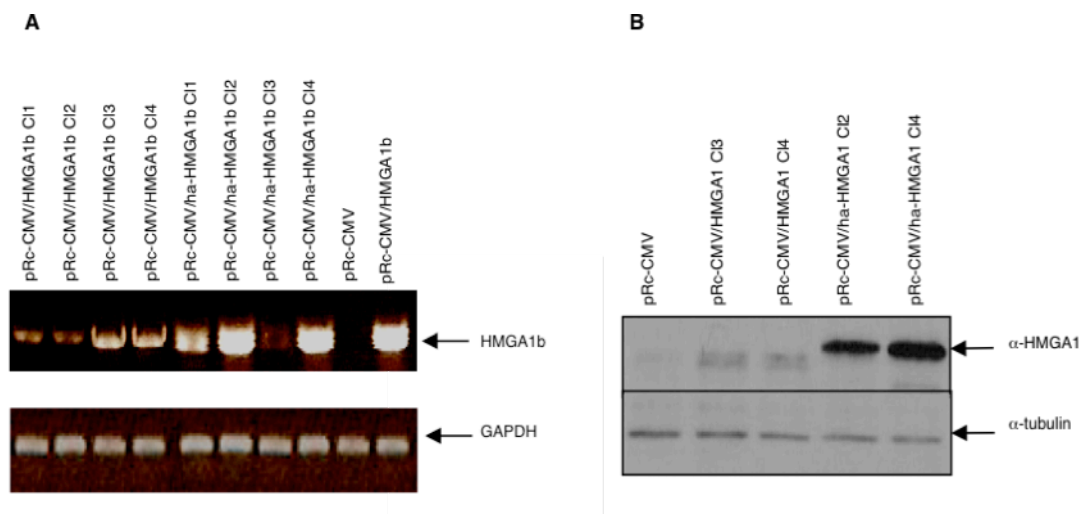 A
pRc-CMV/HMGA1b Cl1
pRc-CMV/HMGA1b Cl2
pRc-CMV/HMGA1b Cl3
pRc-CMV/HMGA1b Cl4
pRc-CMV/ha-HMGA1b Cl1
pRc-CMV/ha-HMGA1b Cl2
pRc-CMV/ha-HMGA1b Cl3
pRc-CMV/ha-HMGA1b Cl4
pRc-CMV
pRc-CMV/HMGA1b
HMGA1b
GAPDH
B
pRc-CMV
pRc-CMV/HMGA1 Cl3
pRc-CMV/HMGA1 Cl4
pRc-CMV/ha-HMGA1 Cl2
pRc-CMV/ha-HMGA1 Cl4
α-HMGA1
α-tubulin